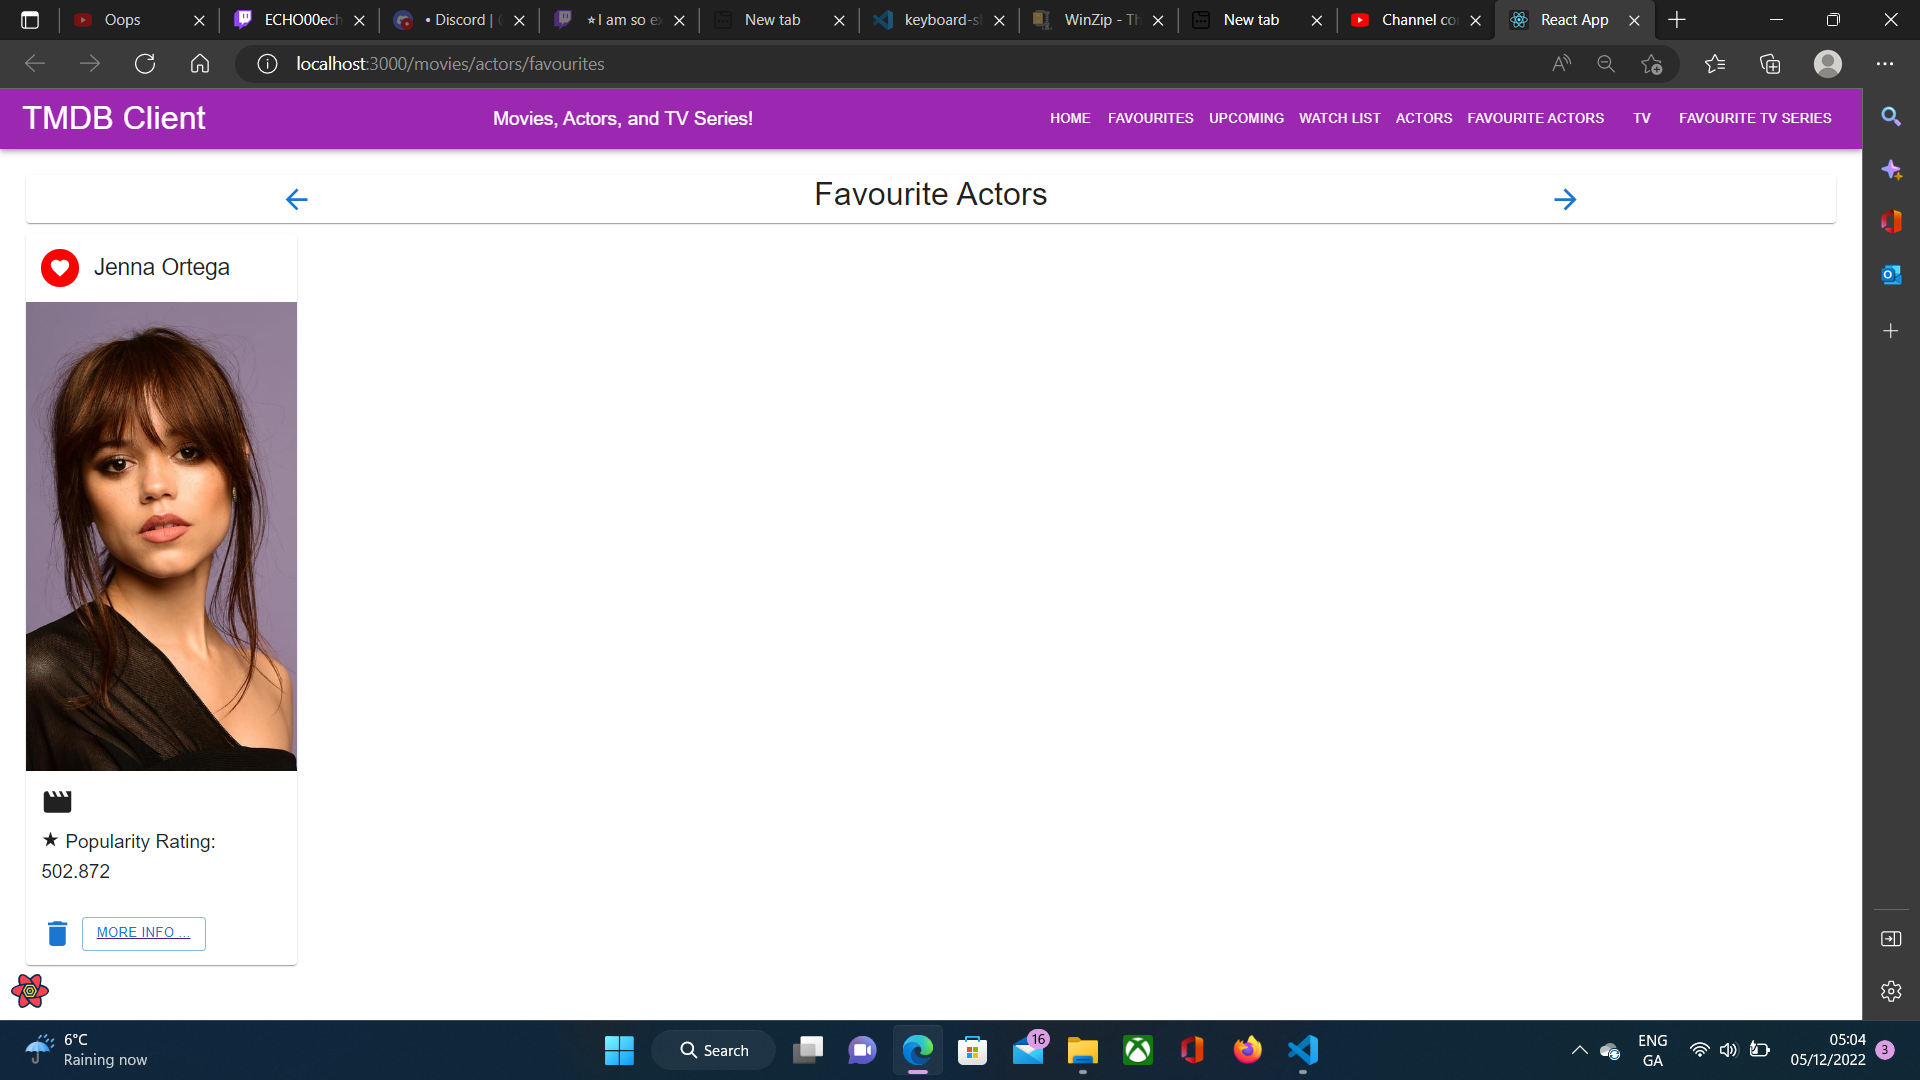 Oops
ECHO00ech
• Discord | (
⭐I am so ex
New tab
keyboard-sh
WinZip - Th
New tab
Channel co
React App
localhost:3000/movies/actors/favourites
TMDB Client
Movies, Actors, and TV Series!
HOME
FAVOURITES
UPCOMING
WATCH LIST
ACTORS
FAVOURITE ACTORS
TV
FAVOURITE TV SERIES
Favourite Actors
Jenna Ortega
★ Popularity Rating:
502.872
MORE INFO ...
6°C
Raining now
Search
16
ENG
GA
05:04
05/12/2022
3